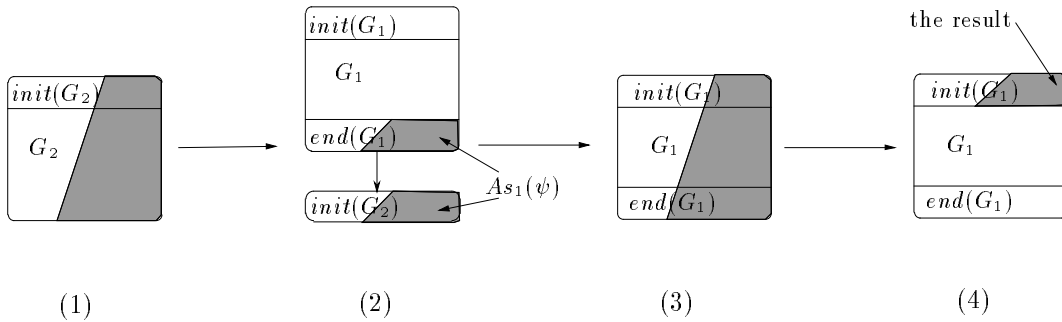 init(G₂)
G₂
(1)
init(G₁)
G₁
end(G₁)
init(G₂)
As₁(ψ)
(2)
init(G₁)
G₁
end(G₁)
(3)
the result
init(G₁)
G₁
end(G₁)
(4)